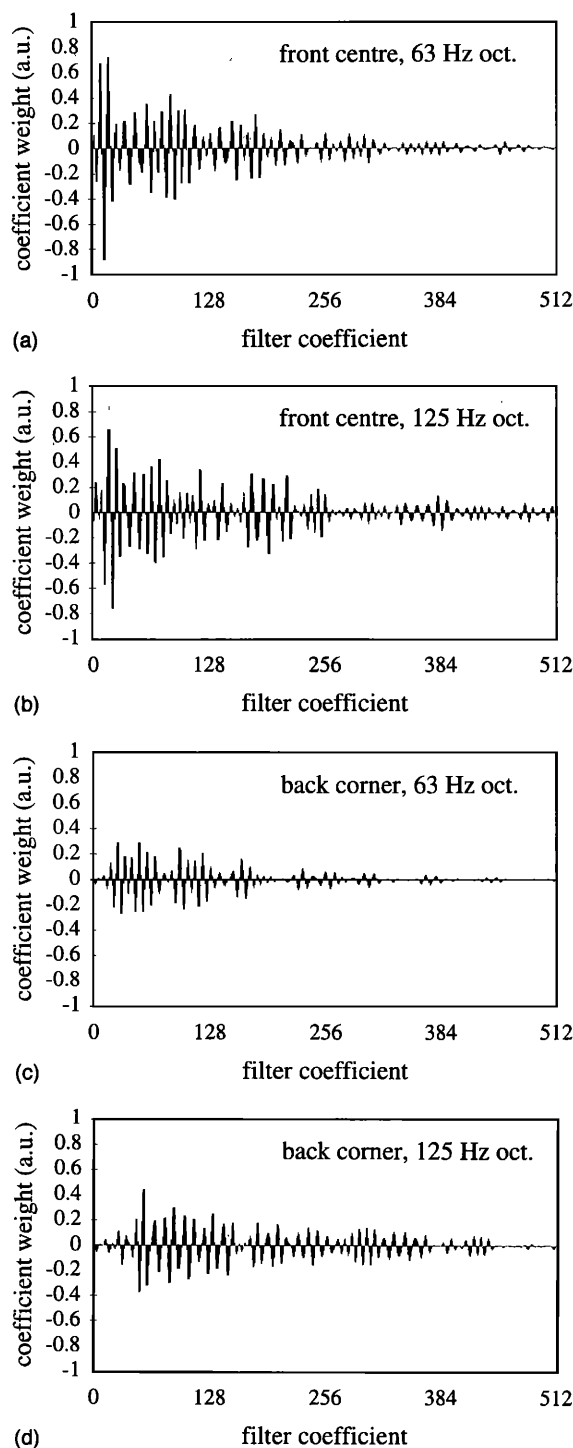 1
0.8
0.6
0.4
0.2
0
-0.2
-0.4
-0.6
-0.8
-1
coefficient weight (a.u.)
front centre, 63 Hz oct.
0 128 256 384 512
(a) filter coefficient
1
0.8
0.6
0.4
0.2
0
-0.2
-0.4
-0.6
-0.8
-1
coefficient weight (a.u.)
front centre, 125 Hz oct.
0 128 256 384 512
(b) filter coefficient
1
0.8
0.6
0.4
0.2
0
-0.2
-0.4
-0.6
-0.8
-1
coefficient weight (a.u.)
back corner, 63 Hz oct.
0 128 256 384 512
(c) filter coefficient
1
0.8
0.6
0.4
0.2
0
-0.2
-0.4
-0.6
-0.8
-1
coefficient weight (a.u.)
back corner, 125 Hz oct.
0 128 256 384 512
(d) filter coefficient